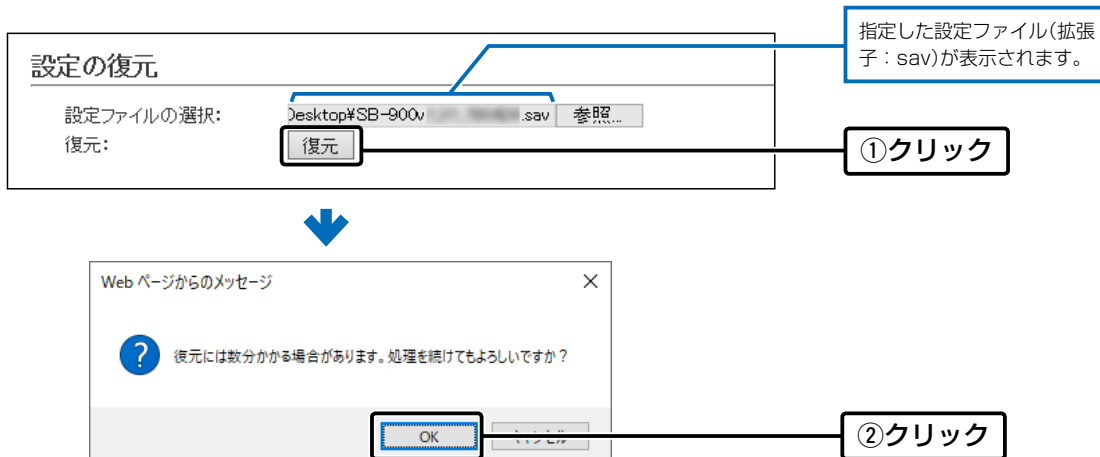 指定した設定ファイル(拡張
子：sav)が表示されます。
設定の復元
設定ファイルの選択:
Desktop¥SB-900v
.sav
参照...
復元:
復元
①クリック
Web ページからのメッセージ
復元には数分かかる場合があります。処理を続けてもよろしいですか？
OK
キャンセル
②クリック